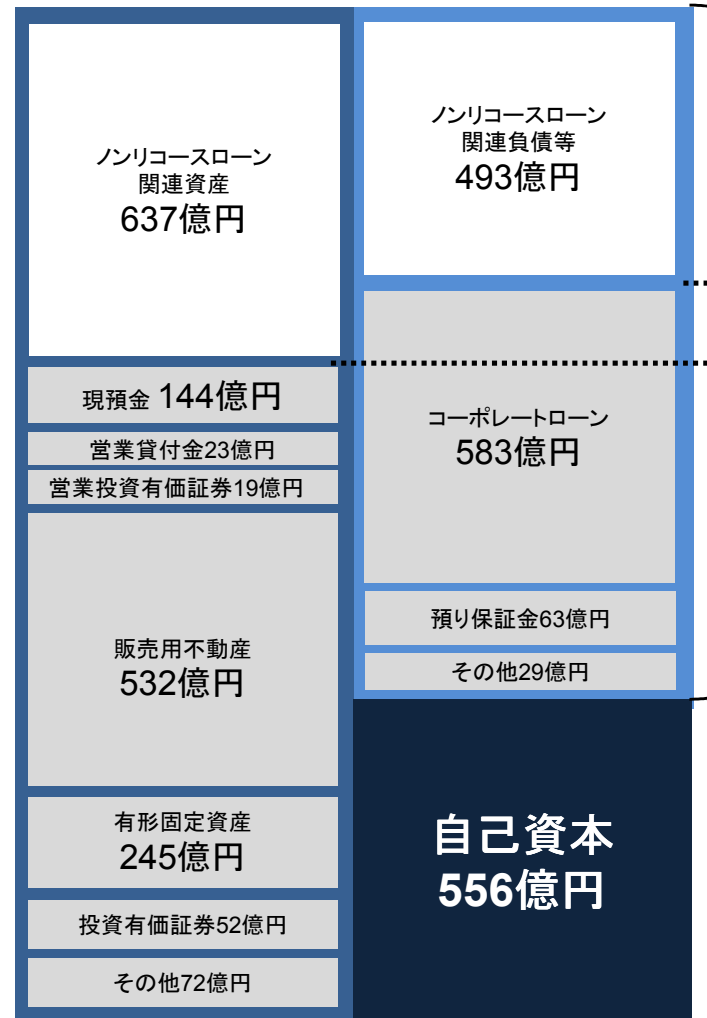 ノンリコースローン
関連資産
637億円
現預金 144億円
営業貸付金23億円
営業投資有価証券19億円
販売用不動産
532億円
有形固定資産
245億円
投資有価証券52億円
その他72億円
ノンリコースローン
関連負債等
493億円
コーポレートローン
583億円
預り保証金63億円
その他29億円
自己資本
556億円